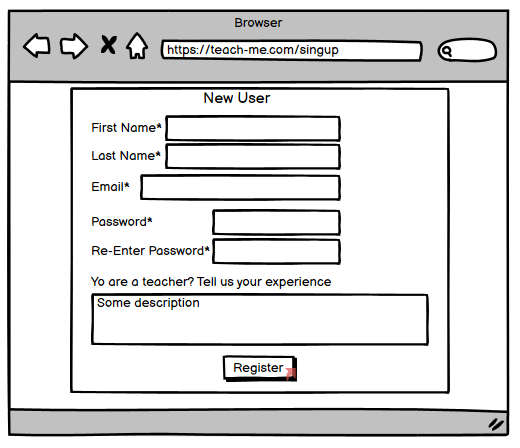 Browser
https://teach-me.com/singup
New User
First Name*
Last Name*
Email*
Password*
Re-Enter Password*
Yo are a teacher? Tell us your experience
Some description
Register